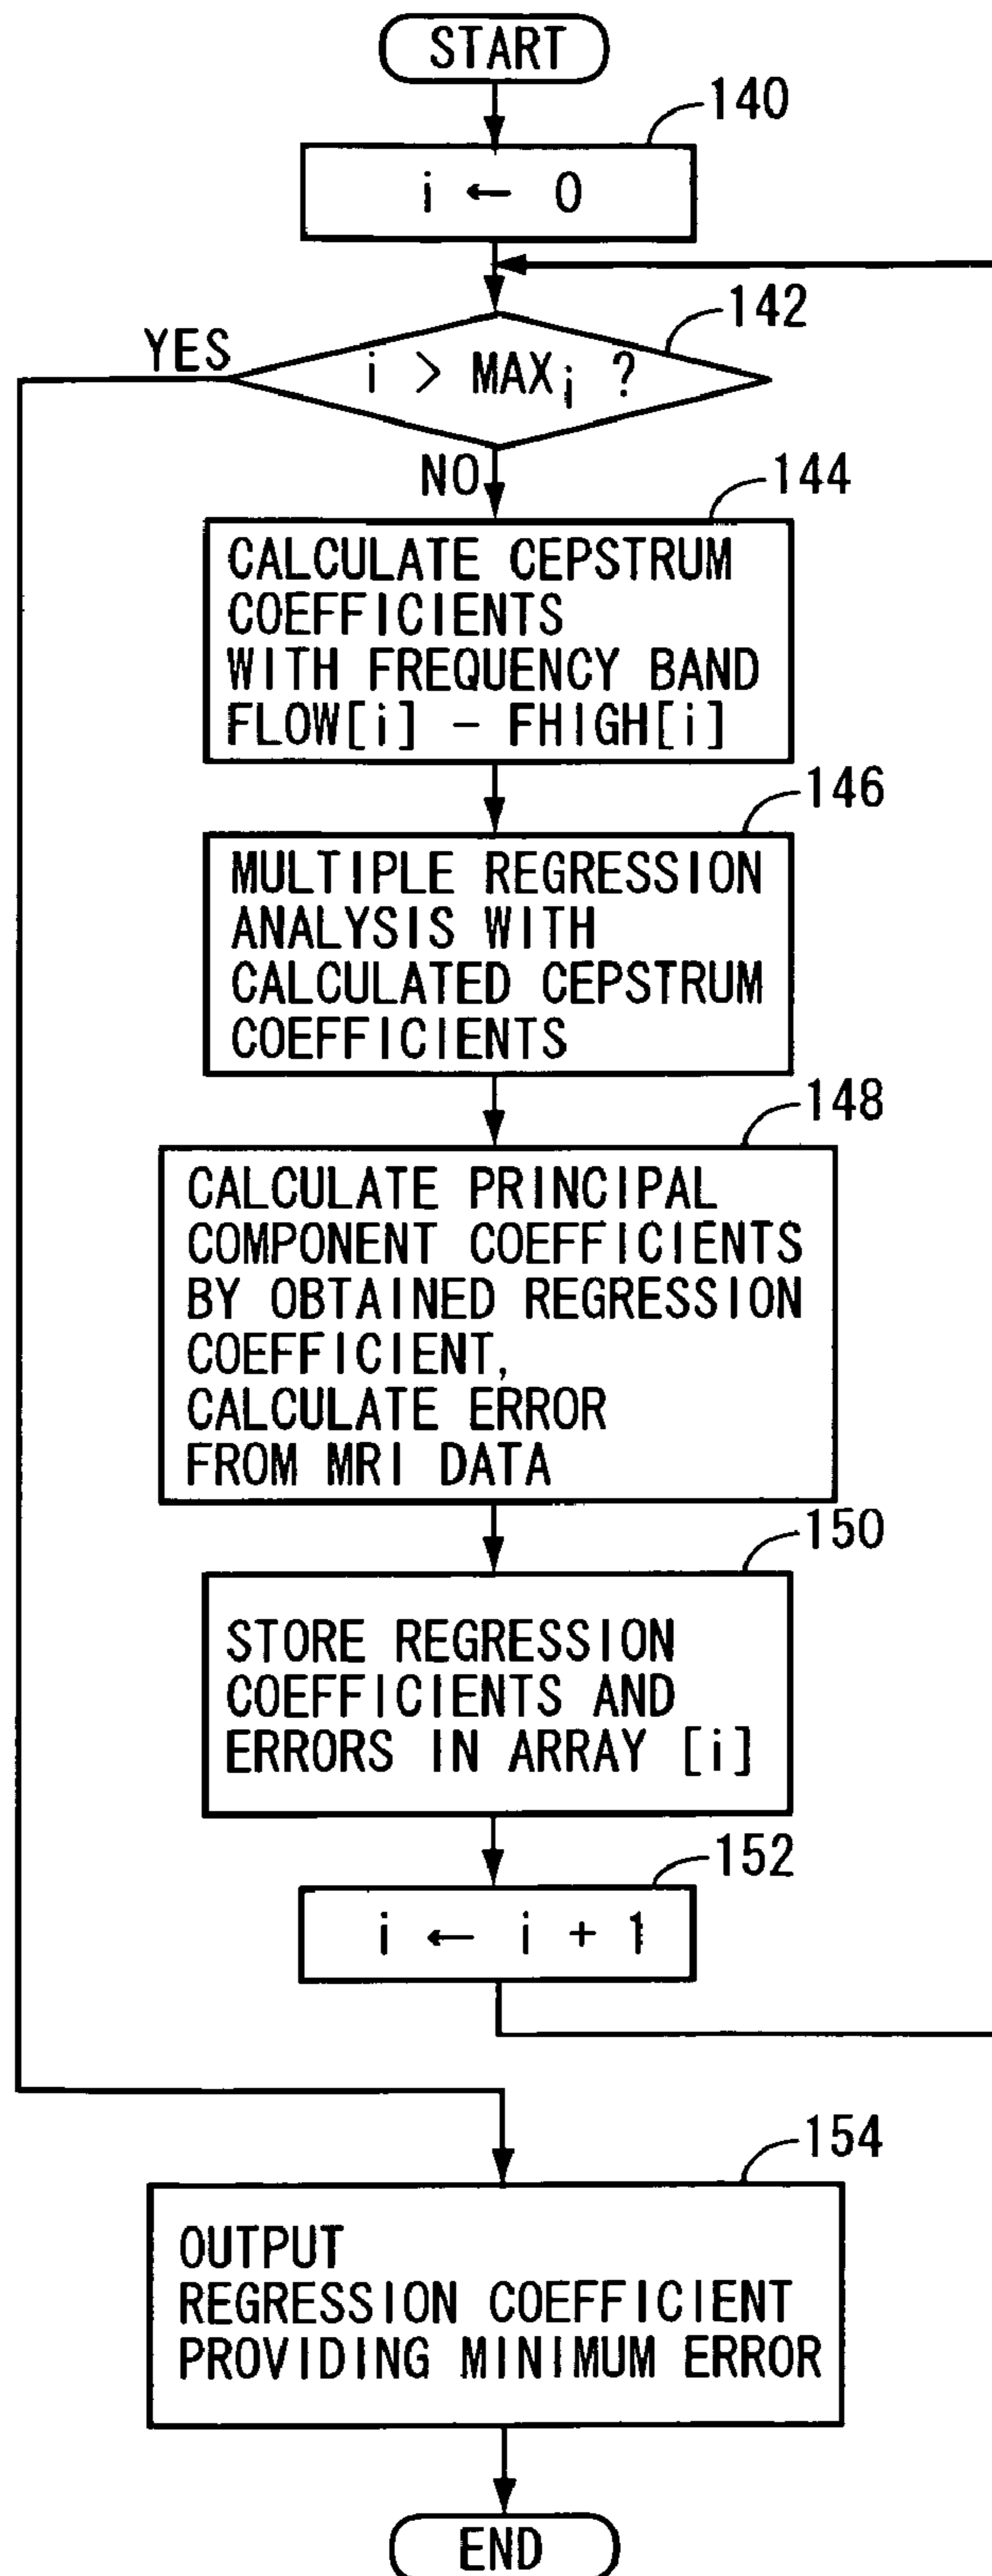 START
140
i ← 0
142
YES
i > MAXi ?
NO
144
CALCULATE CEPSTRUM
COEFFICIENTS
WITH FREQUENCY BAND
FLOW[i] - FHIGH[i]
146
MULTIPLE REGRESSION
ANALYSIS WITH
CALCULATED CEPSTRUM
COEFFICIENTS
148
CALCULATE PRINCIPAL
COMPONENT COEFFICIENTS
BY OBTAINED REGRESSION
COEFFICIENT,
CALCULATE ERROR
FROM MRI DATA
150
STORE REGRESSION
COEFFICIENTS AND
ERRORS IN ARRAY [i]
152
i ← i + 1
154
OUTPUT
REGRESSION COEFFICIENT
PROVIDING MINIMUM ERROR
END